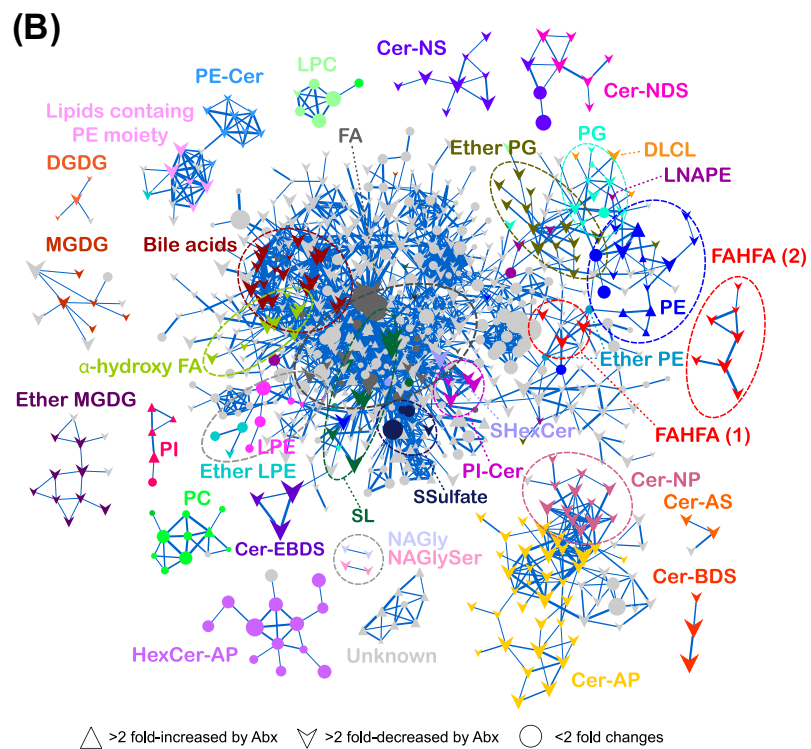 (B)
Cer-NS
PE-Cer
LPC
Cer-NDS
Lipids containg
PE moiety
FA
Ether PG
PG
DLCL
LNAPE
DGDG
MGDG
Bile acids
FAHFA (2)
PE
α-hydroxy FA
Ether PE
Ether MGDG
PI
LPE
Ether LPE
SHexCer
FAHFA (1)
PI-Cer
SSulfate
SL
Cer-NP
Cer-AS
PC
Cer-EBDS
NAGly
NAGlySer
Cer-BDS
HexCer-AP
Unknown
Cer-AP
>2 fold-increased by Abx
>2 fold-decreased by Abx
<2 fold changes